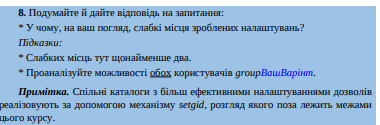 8. Подумайте й дайте відповідь на запитання:
* У чому, на ваш погляд, слабкі місця зроблених налаштувань?
Підказки:
* Слабких місць тут щонайменше два.
* Проаналізуйте можливості обох користувачів groupВашВарінт.
Примітка. Спільні каталоги з більш ефективними налаштуваннями дозволів
реалізовують за допомогою механізму setgid, розгляд якого поза лежить межами
цього курсу.